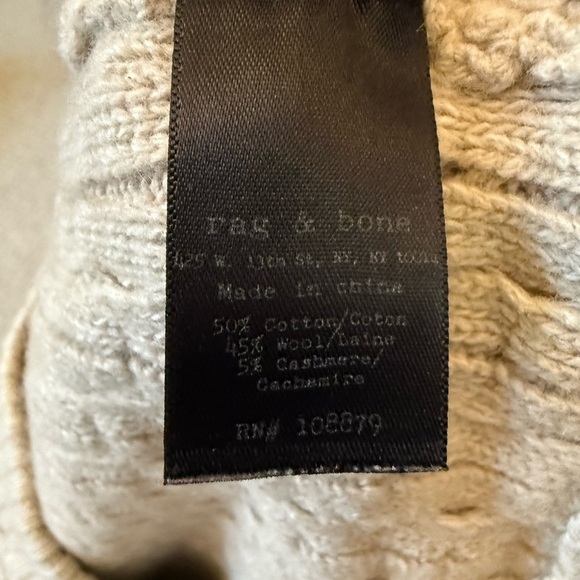 rag & bone
425 W. 13th St, NY, NY 10014
Made in china
50% Cotton/Coton
45% Wool/Laine
5% Cashmere/
Cachemire
RN# 108879